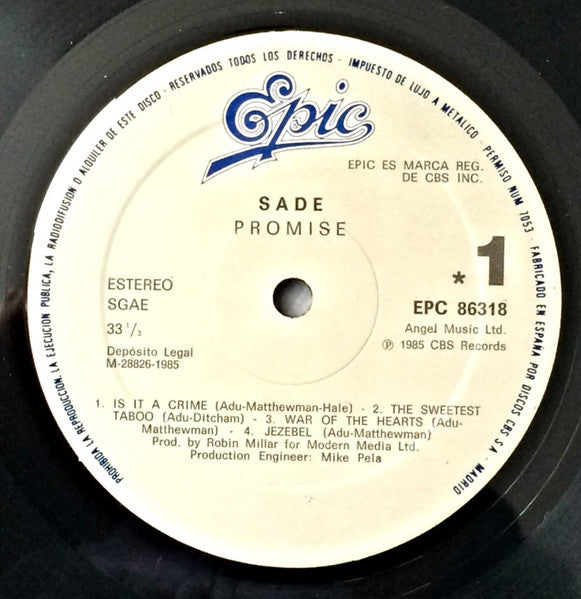 PROHIBIDA LA REPRODUCCION, LA EJECUCION PUBLICA, LA RADIODIFUSION O ALQUILER DE ESTE DISCO - RESERVADOS TODOS LOS DERECHOS - IMPUESTO DE LUJO A METALICO - PERMISO NUM 7053 - FABRICADO EN ESPAÑA POR DISCOS CBS S.A. - MADRID
Epic
EPIC ES MARCA REG.
DE CBS INC.
SADE
PROMISE
* 1
ESTEREO
SGAE
33 1/3
EPC 86318
Angel Music Ltd.
℗ 1985 CBS Records
Depósito Legal
M-28826-1985
1. IS IT A CRIME (Adu-Matthewman-Hale) - 2. THE SWEETEST
TABOO (Adu-Ditcham) - 3. WAR OF THE HEARTS (Adu-
Matthewman) - 4. JEZEBEL (Adu-Matthewman)
Prod. by Robin Millar for Modern Media Ltd.
Production Engineer: Mike Pela